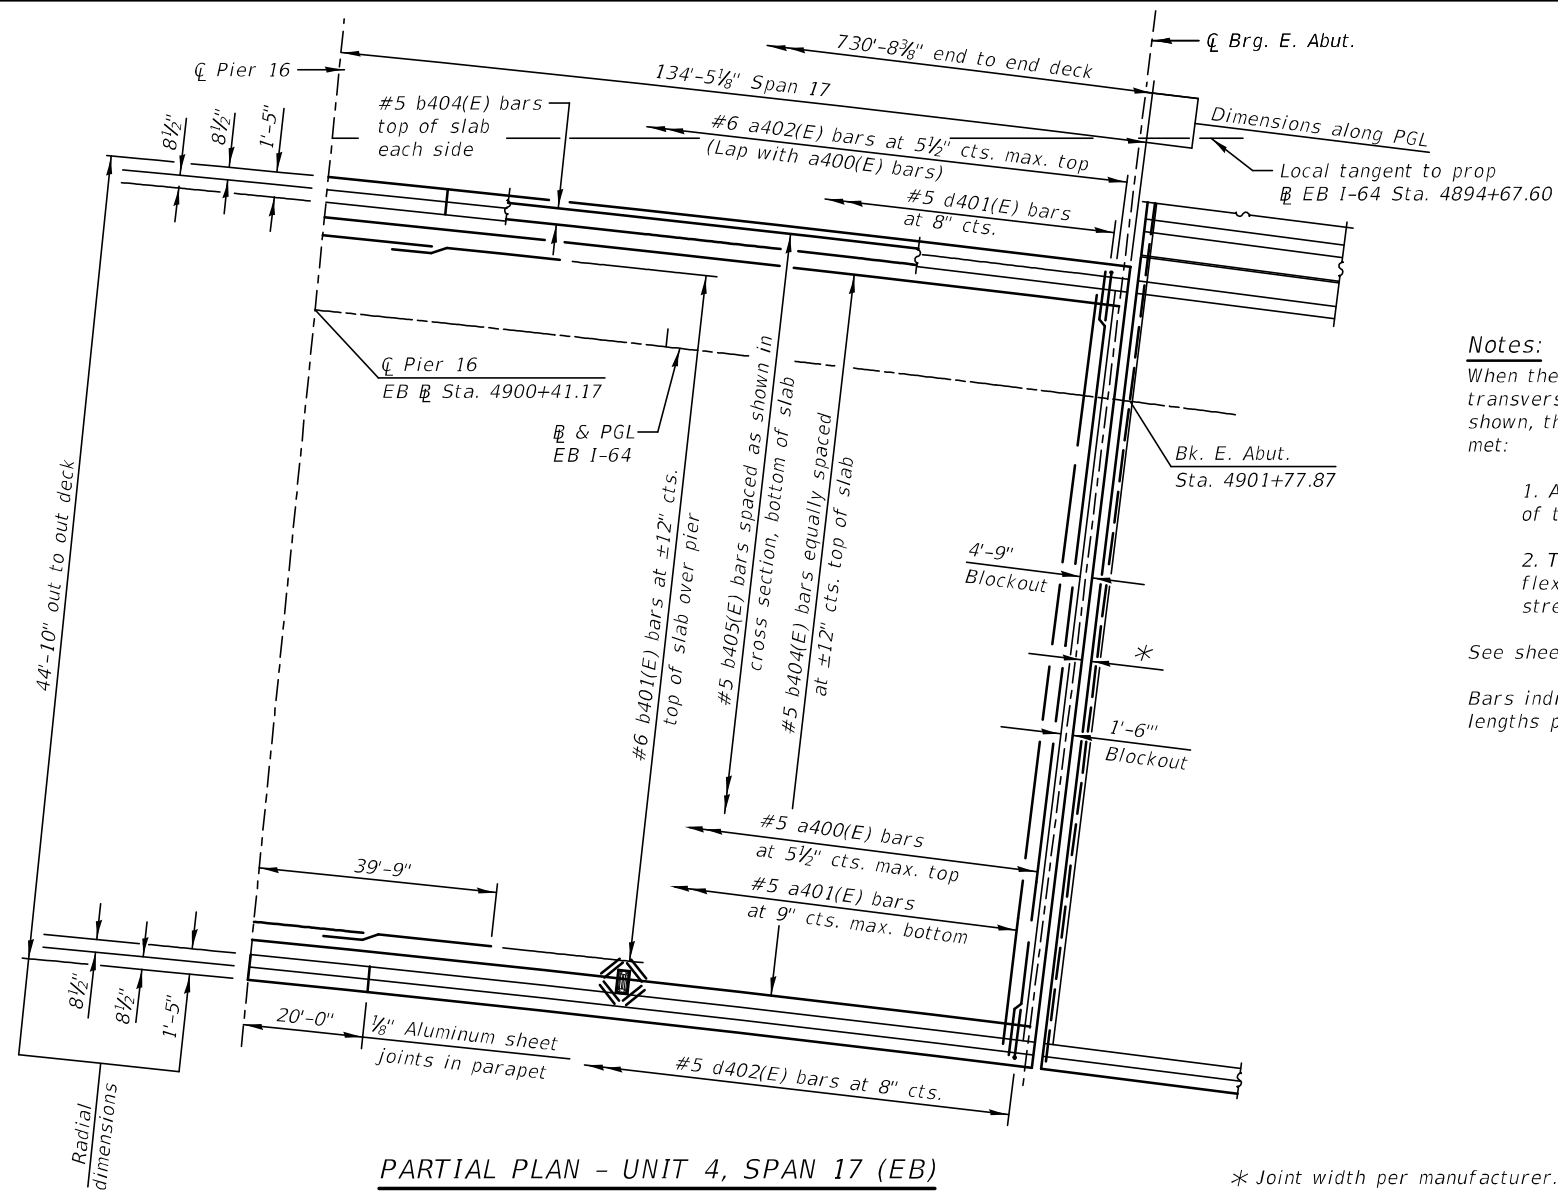 730'-8⅜" end to end deck
℄ Brg. E. Abut.
℄ Pier 16
134'-5⅛" Span 17
#5 b404(E) bars
top of slab
each side
8½"
8½"
1'-5"
#6 a402(E) bars at 5½" cts. max. top
(Lap with a400(E) bars)
Dimensions along PGL
Local tangent to prop
B̲L̲ EB I-64 Sta. 4894+67.60
#5 d401(E) bars
at 8" cts.
℄ Pier 16
EB BL Sta. 4900+41.17
BL & PGL
EB I-64
Notes:
When the
transvers
shown, th
met:
1. A
of t
2. T
flex
stre
See shee
Bars indi
lengths p
Bk. E. Abut.
Sta. 4901+77.87
44'-10" out to out deck
#6 b401(E) bars at ±12" cts.
top of slab over pier
#5 b405(E) bars spaced as shown in
cross section, bottom of slab
#5 b404(E) bars equally spaced
at ±12" cts. top of slab
4'-9"
Blockout
*
1'-6"'
Blockout
#5 a400(E) bars
at 5½" cts. max. top
#5 a401(E) bars
at 9" cts. max. bottom
39'-9"
8½"
8½"
1'-5"
20'-0"
⅛" Aluminum sheet
joints in parapet
#5 d402(E) bars at 8" cts.
Radial
dimensions
PARTIAL PLAN – UNIT 4, SPAN 17 (EB)
* Joint width per manufacturer.